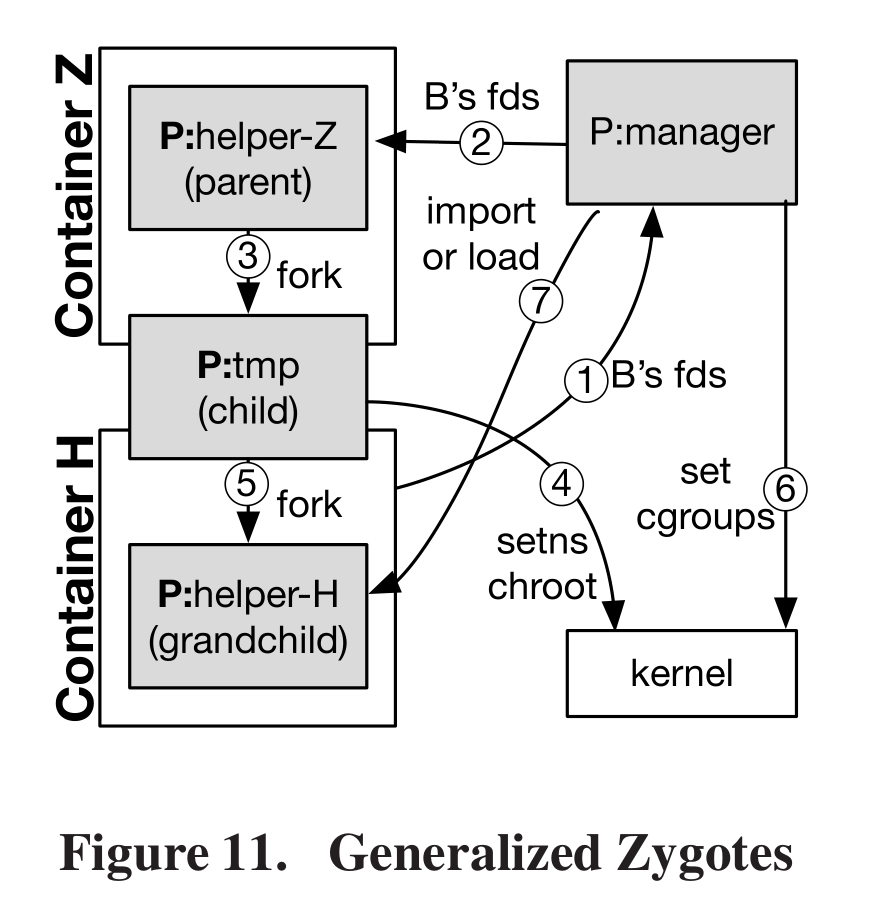 Container Z
P:helper-Z
(parent)
B's fds
2
P:manager
3
fork
import
or load
7
P:tmp
(child)
1
B's fds
Container H
5
fork
4
setns
chroot
set
cgroups
6
P:helper-H
(grandchild)
kernel
Figure 11. Generalized Zygotes